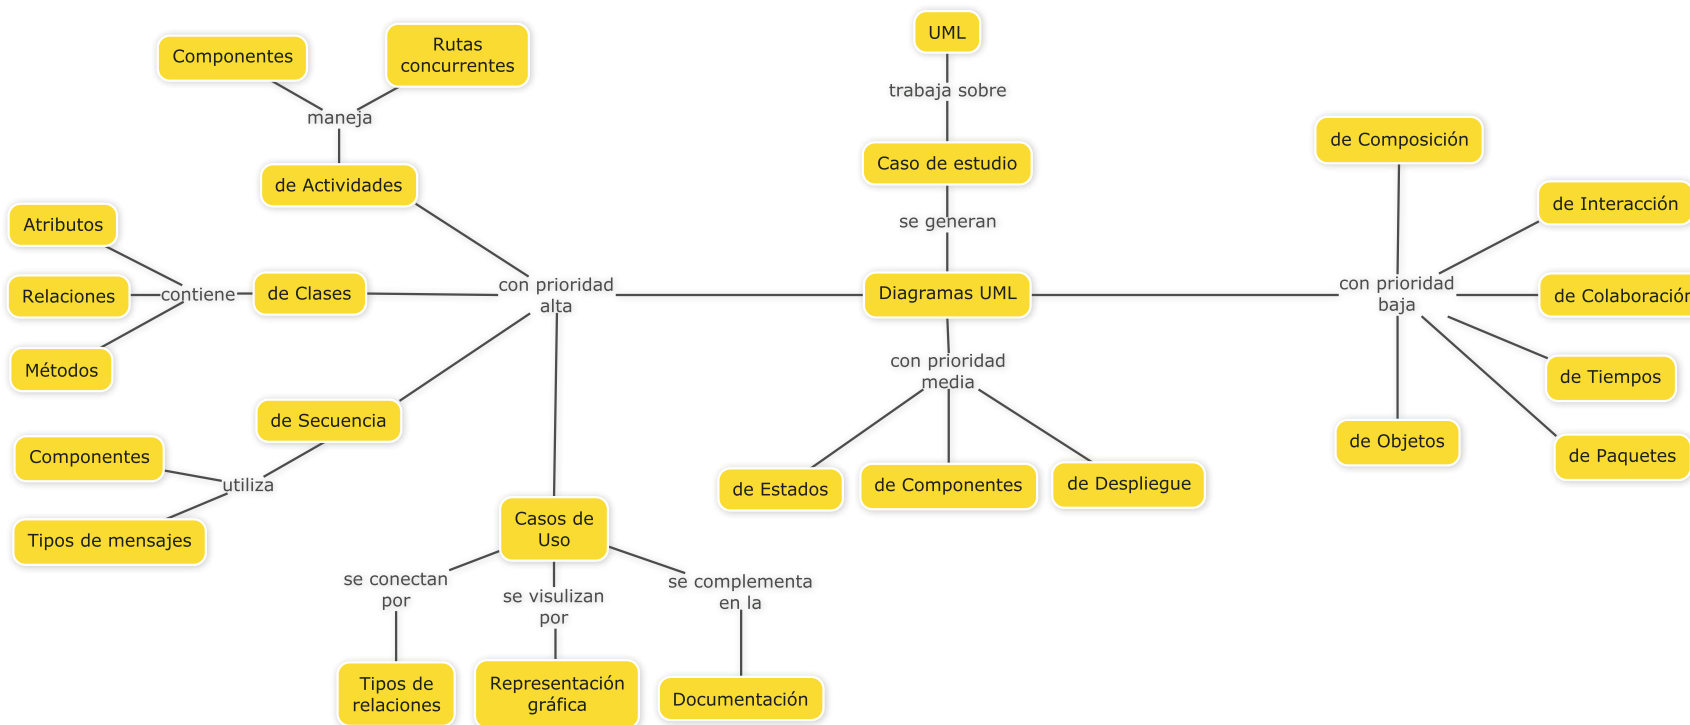 UML
trabaja sobre
Caso de estudio
se generan
Diagramas UML
con prioridad
alta
de Actividades
maneja
Componentes
Rutas
concurrentes
de Clases
contiene
Atributos
Relaciones
Métodos
de Secuencia
utiliza
Componentes
Tipos de mensajes
Casos de
Uso
se conectan
por
Tipos de
relaciones
se visulizan
por
Representación
gráfica
se complementa
en la
Documentación
con prioridad
media
de Estados
de Componentes
de Despliegue
con prioridad
baja
de Composición
de Interacción
de Colaboración
de Tiempos
de Paquetes
de Objetos